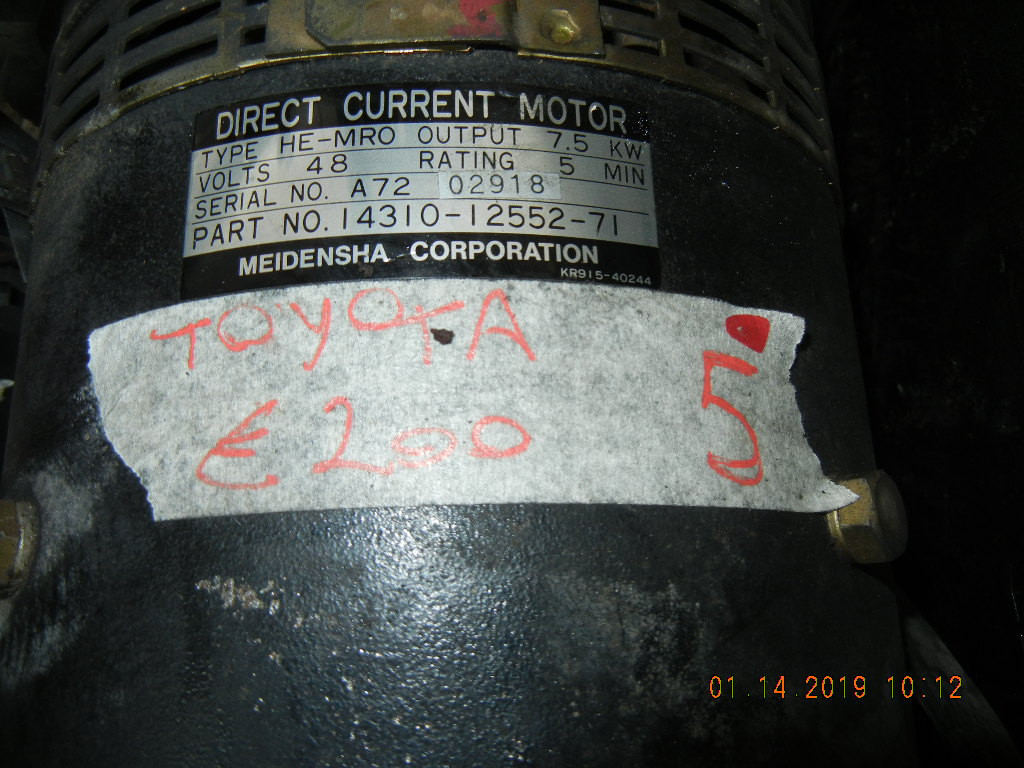 DIRECT CURRENT MOTOR
TYPE HE-MRO OUTPUT 7.5 KW
VOLTS 48 RATING 5 MIN
SERIAL NO. A72 02918
PART NO. 14310-12552-71
MEIDENSHA CORPORATION
KR915-40244
TOYOTA
€200 5
01.14.2019 10:12